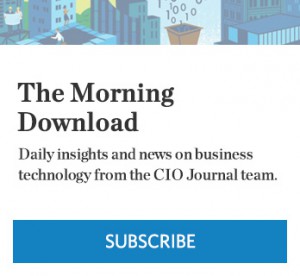 The Morning
Download
Daily insights and news on business
technology from the CIO Journal team.
SUBSCRIBE